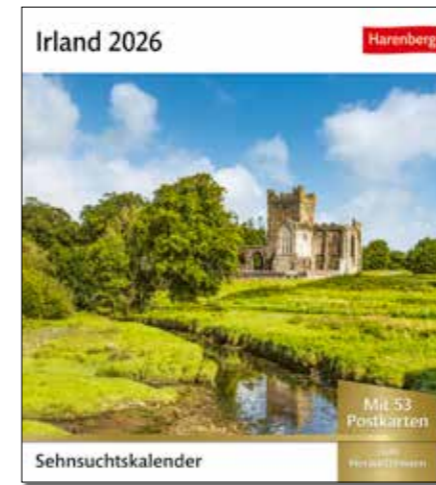 Irland 2026
Harenberg
Mit 53
Postkarten
Sehnsuchtskalender